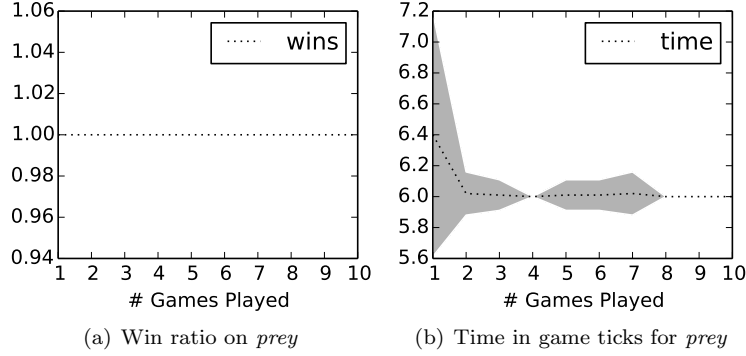 1.06
1.04
1.02
1.00
0.98
0.96
0.94
wins
1 2 3 4 5 6 7 8 9 10
# Games Played
(a) Win ratio on prey
7.2
7.0
6.8
6.6
6.4
6.2
6.0
5.8
5.6
time
1 2 3 4 5 6 7 8 9 10
# Games Played
(b) Time in game ticks for prey